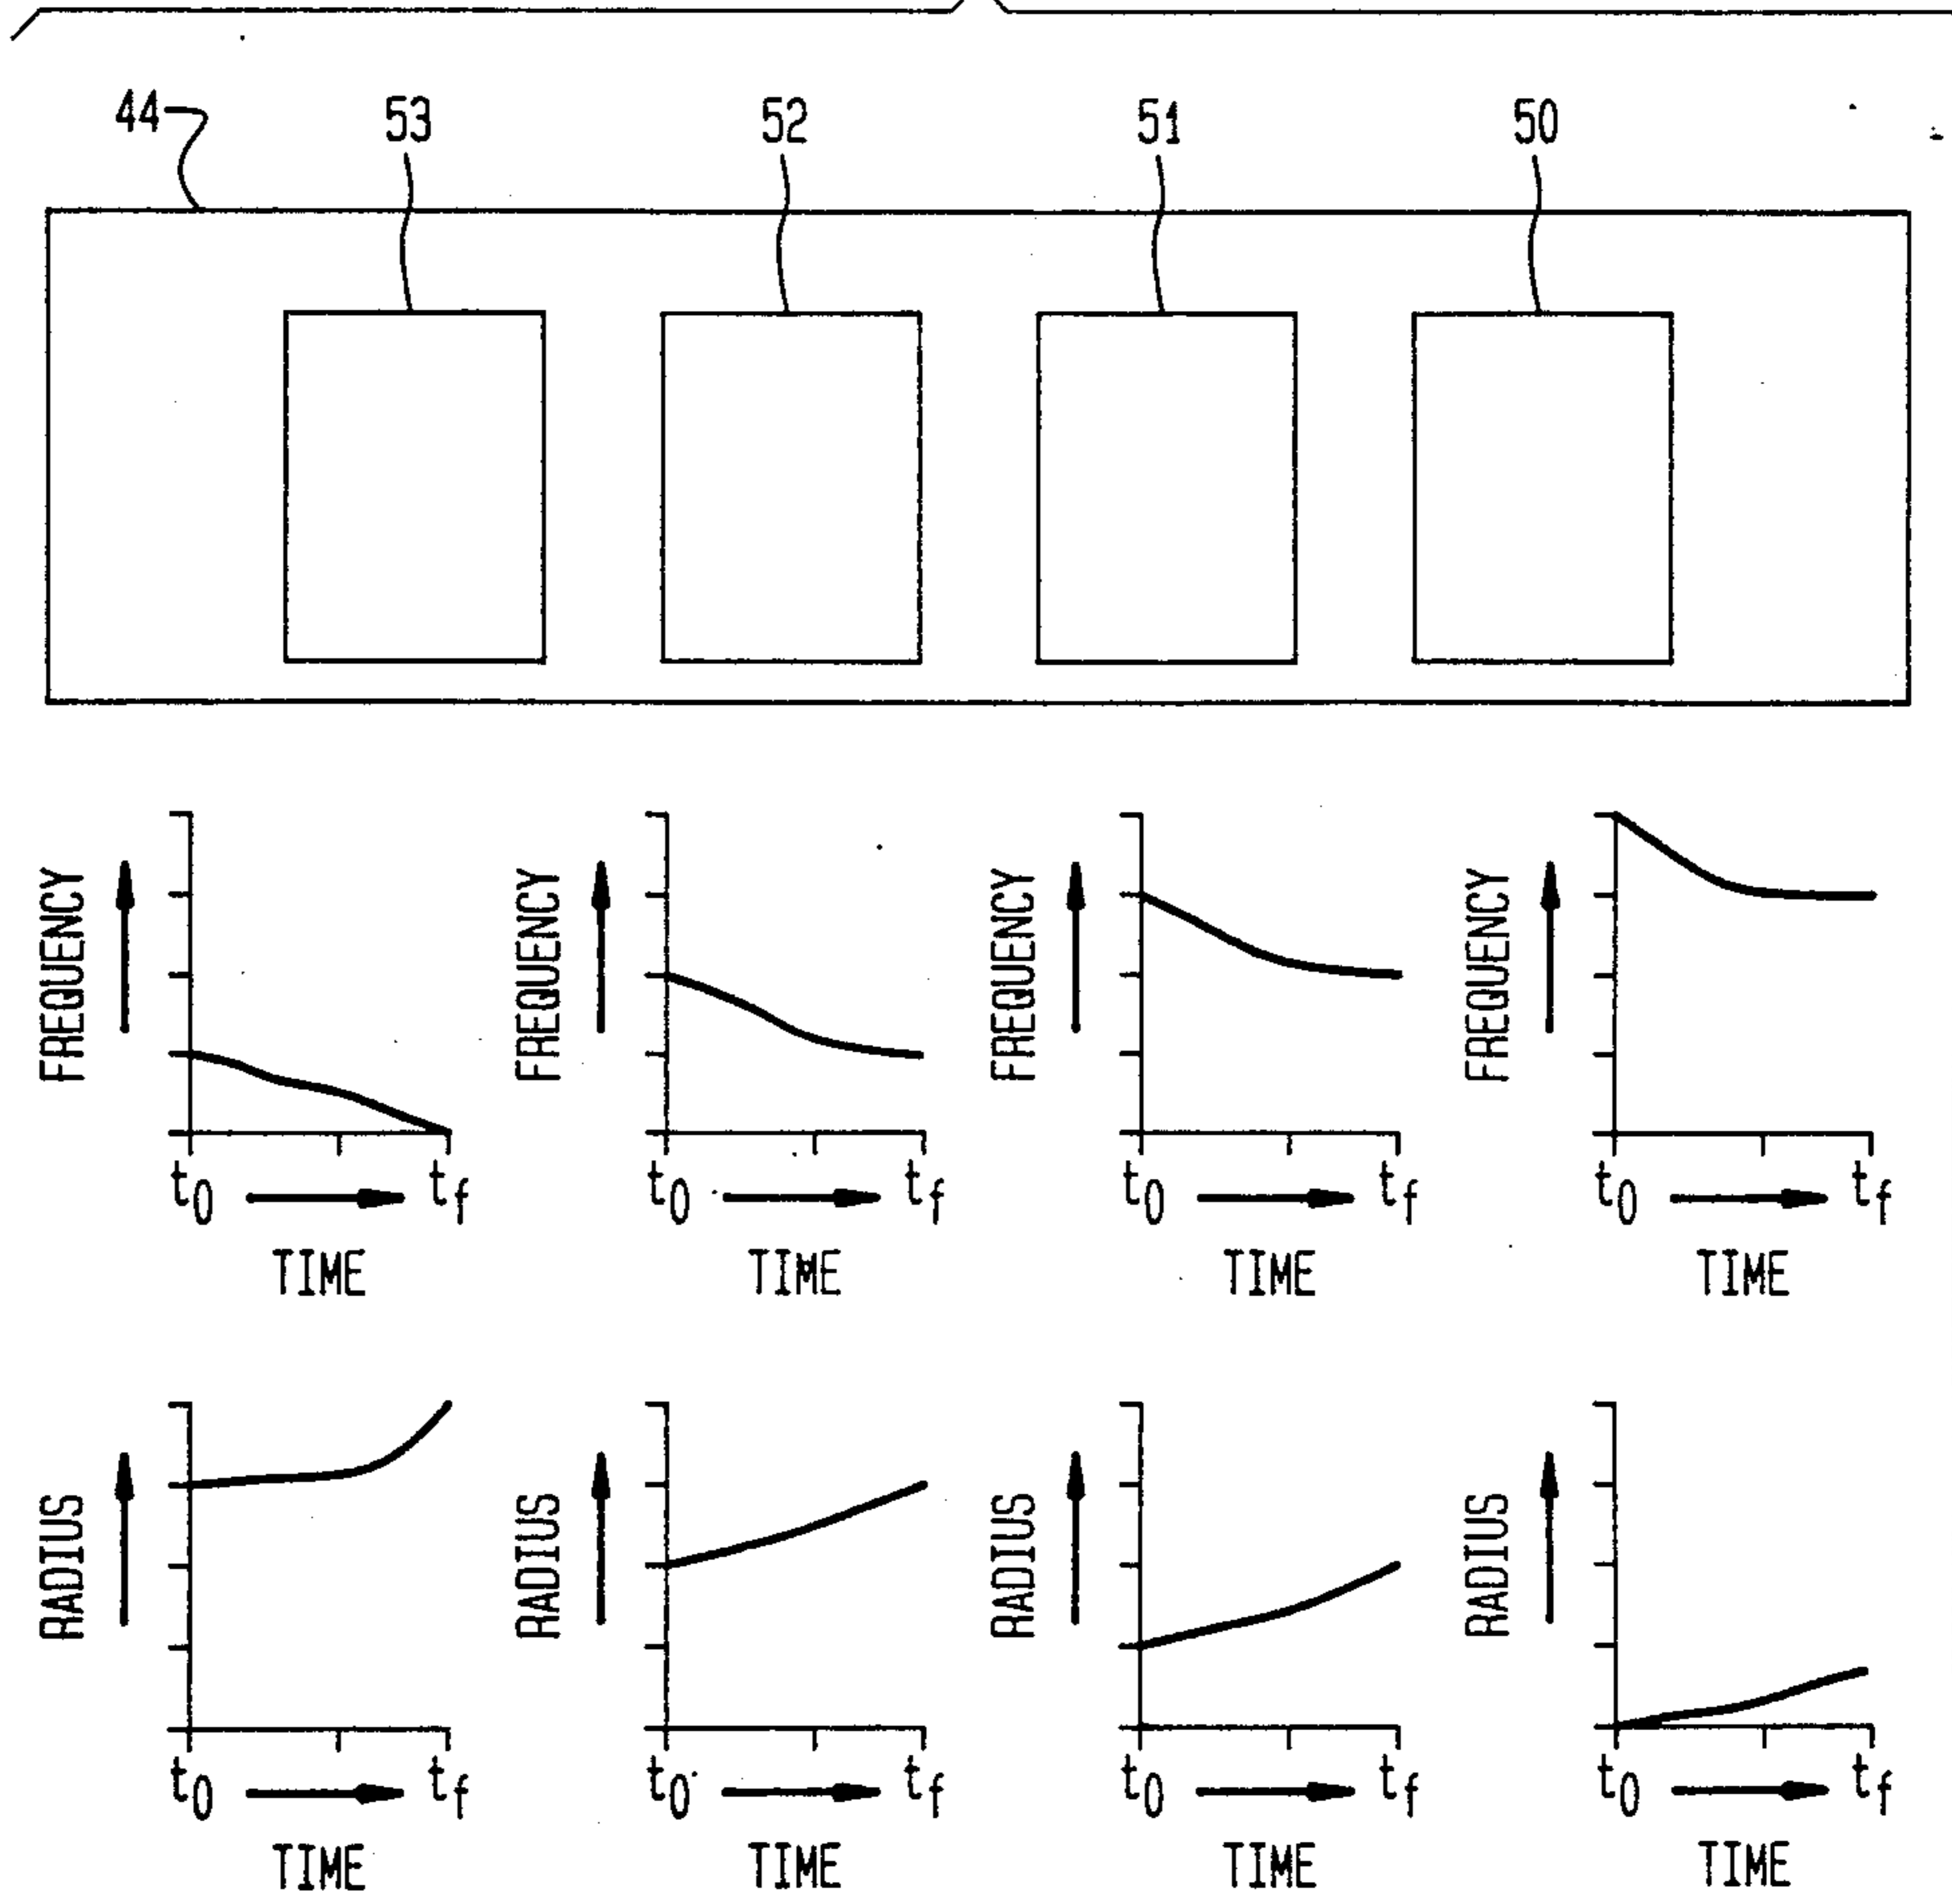 44 53 52 51 50
FREQUENCY FREQUENCY FREQUENCY FREQUENCY
t0 tf t0 tf t0 tf t0 tf
TIME TIME TIME TIME
RADIUS RADIUS RADIUS RADIUS
t0 tf t0 tf t0 tf t0 tf
TIME TIME TIME TIME